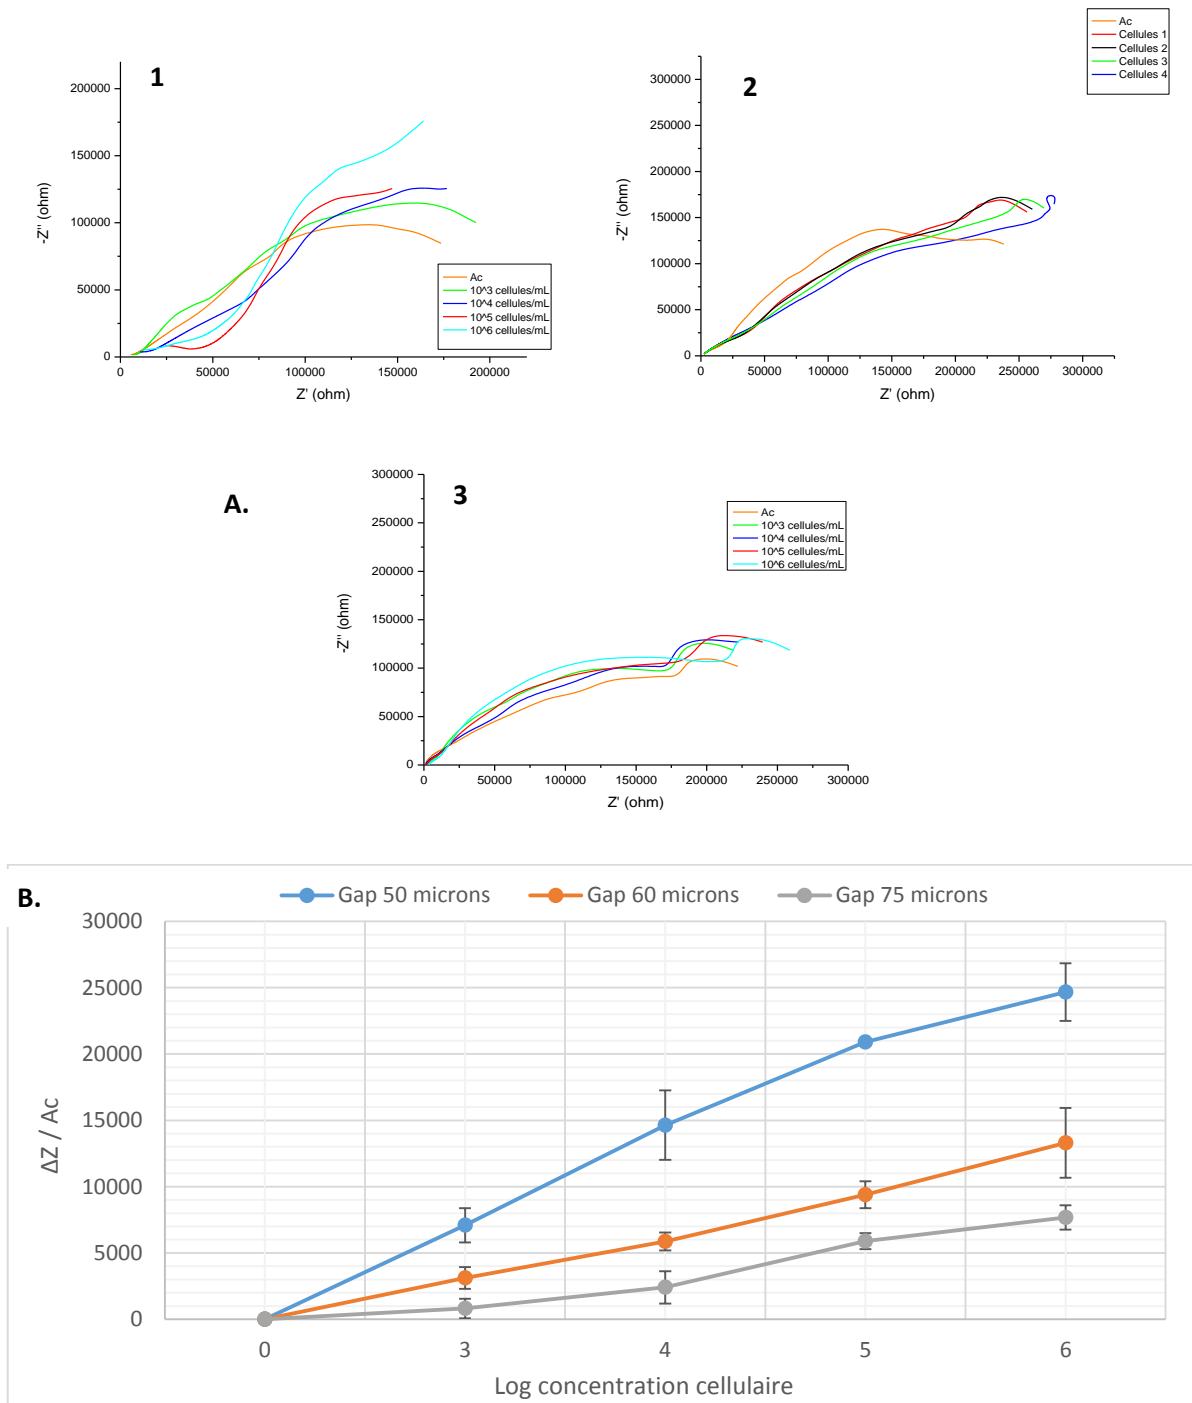 1
200000
150000
100000
50000
0
-Z'' (ohm)
0 50000 100000 150000 200000
Z' (ohm)
Ac
10^3 cellules/mL
10^4 cellules/mL
10^5 cellules/mL
10^6 cellules/mL
2
Ac
Cellules 1
Cellules 2
Cellules 3
Cellules 4
300000
250000
200000
150000
100000
50000
0
-Z'' (ohm)
0 50000 100000 150000 200000 250000 300000
Z' (ohm)
A.
3
300000
250000
200000
150000
100000
50000
0
-Z'' (ohm)
0 50000 100000 150000 200000 250000 300000
Z' (ohm)
Ac
10^3 cellules/mL
10^4 cellules/mL
10^5 cellules/mL
10^6 cellules/mL
B.
Gap 50 microns Gap 60 microns Gap 75 microns
30000
25000
20000
15000
10000
5000
0
ΔZ / Ac
0 3 4 5 6
Log concentration cellulaire